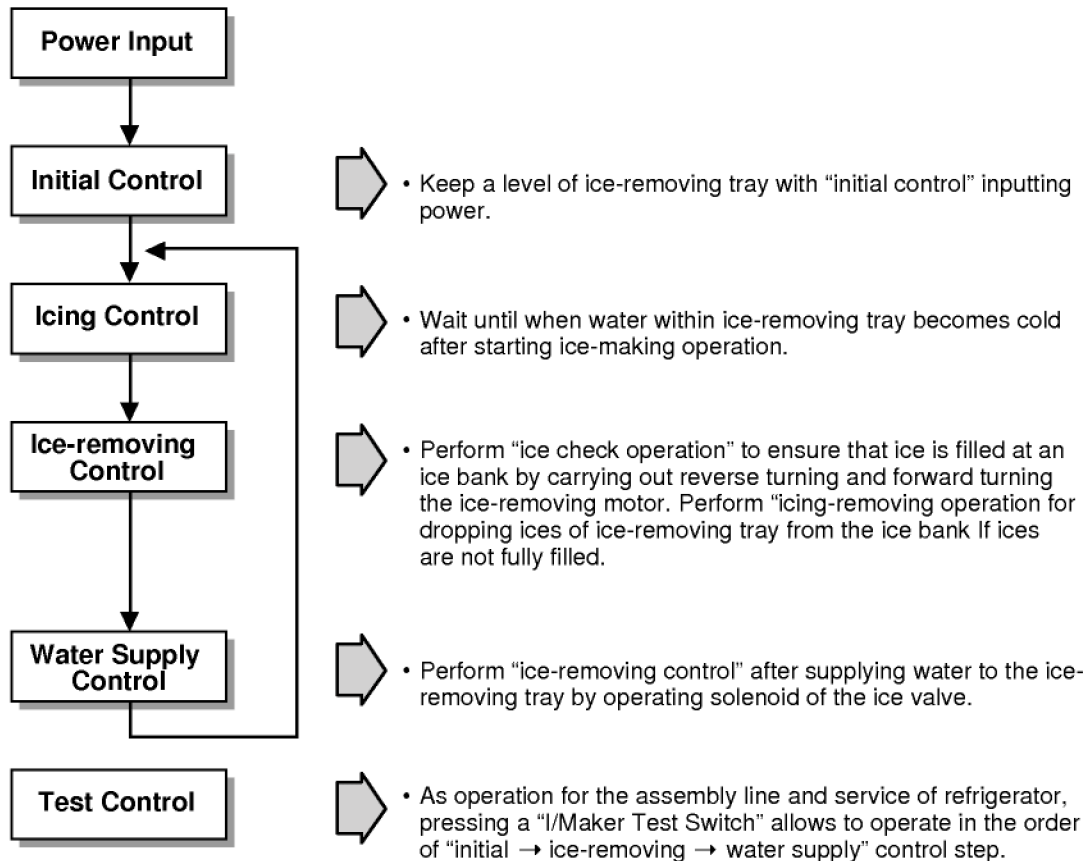 Power Input
Initial Control
• Keep a level of ice-removing tray with “initial control” inputting
power.
Icing Control
• Wait until when water within ice-removing tray becomes cold
after starting ice-making operation.
Ice-removing
Control
• Perform “ice check operation” to ensure that ice is filled at an
ice bank by carrying out reverse turning and forward turning
the ice-removing motor. Perform “icing-removing operation for
dropping ices of ice-removing tray from the ice bank If ices
are not fully filled.
Water Supply
Control
• Perform “ice-removing control” after supplying water to the ice-
removing tray by operating solenoid of the ice valve.
Test Control
• As operation for the assembly line and service of refrigerator,
pressing a “I/Maker Test Switch” allows to operate in the order
of “initial → ice-removing → water supply” control step.